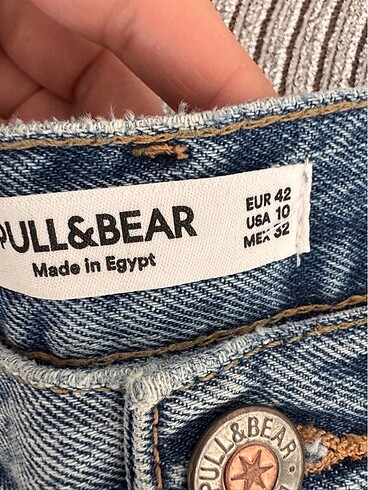 PULL&BEAR
Made in Egypt
EUR 42
USA 10
MEX 32
PULL&BEAR